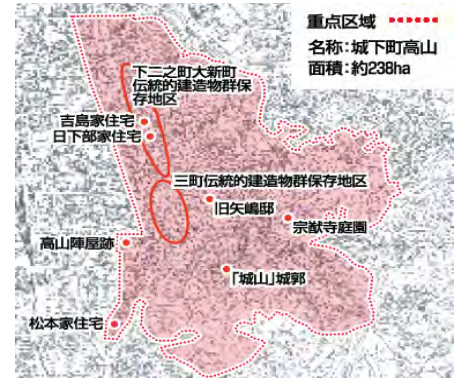 重点区域
名称：城下町高山
面積：約238ha
下二之町大新町
伝統的建造物群保
存地区
吉島家住宅
日下部家住宅
三町伝統的建造物群保存地区
旧矢嶋邸
宗猷寺庭園
高山陣屋跡
「城山」城郭
松本家住宅